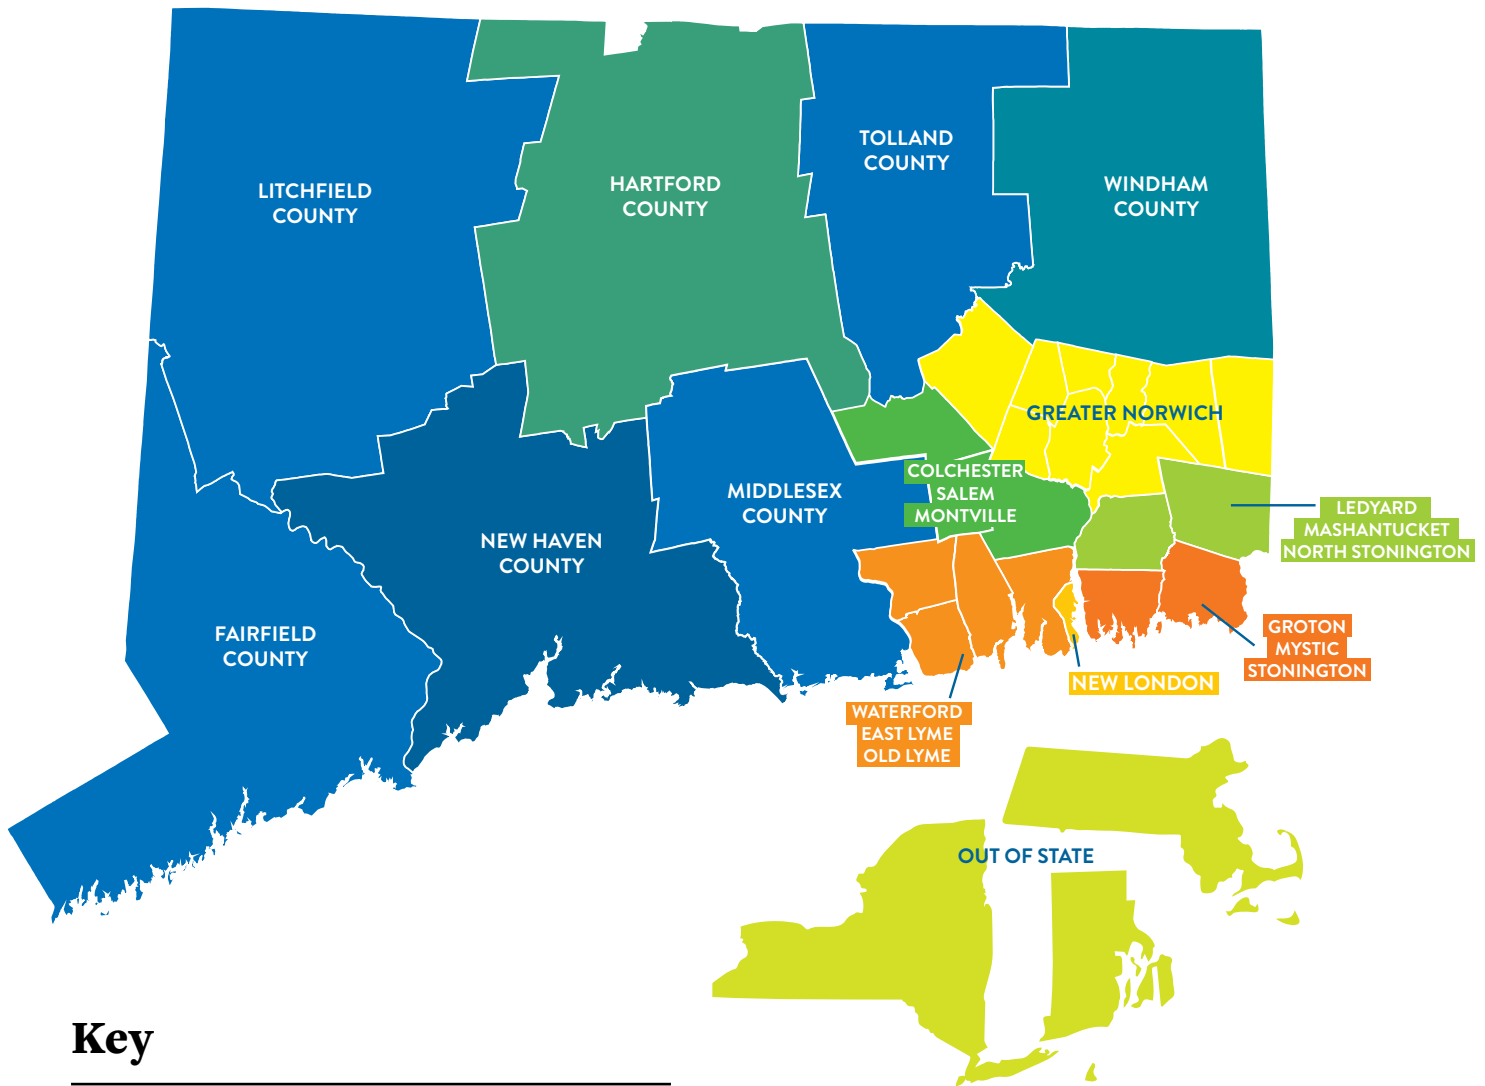 TOLLAND
COUNTY
LITCHFIELD
COUNTY
HARTFORD
COUNTY
WINDHAM
COUNTY
GREATER NORWICH
COLCHESTER
SALEM
MONTVILLE
MIDDLESEX
COUNTY
LEDYARD
MASHANTUCKET
NORTH STONINGTON
NEW HAVEN
COUNTY
FAIRFIELD
COUNTY
GROTON
MYSTIC
STONINGTON
NEW LONDON
WATERFORD
EAST LYME
OLD LYME
OUT OF STATE
Key